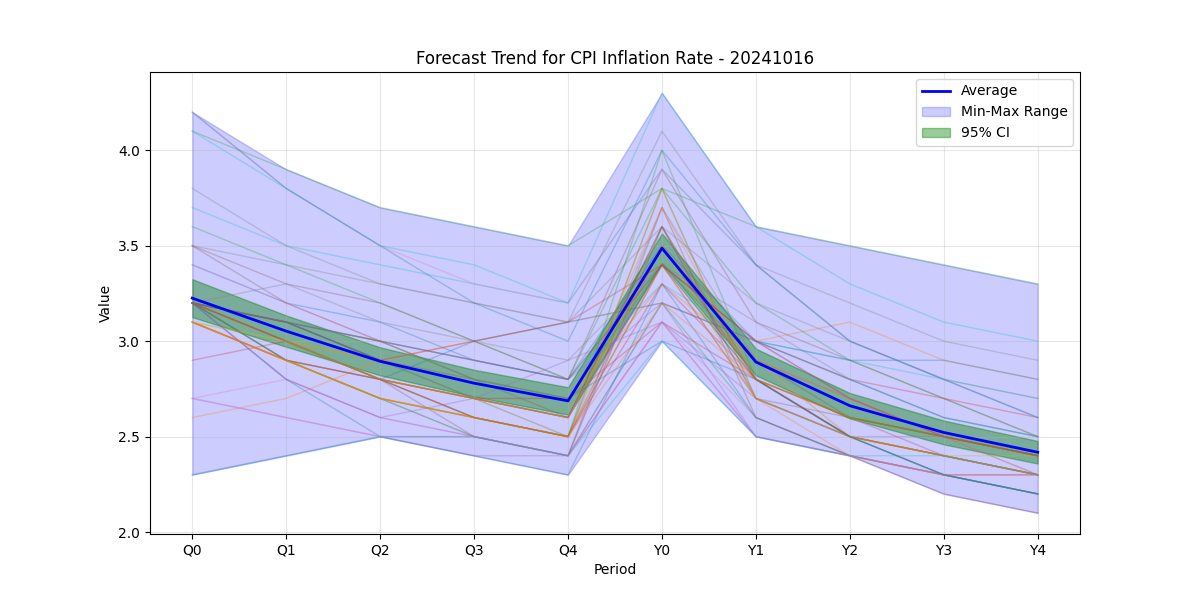 Forecast Trend for CPI Inflation Rate - 20241016
Average
Min-Max Range
95% CI
4.0
3.5
3.0
2.5
2.0
Value
Q0 Q1 Q2 Q3 Q4 Y0 Y1 Y2 Y3 Y4
Period